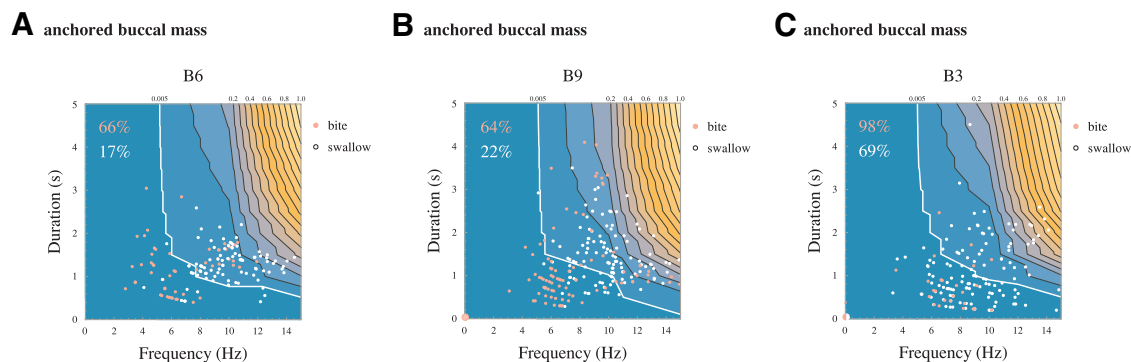 A anchored buccal mass
B anchored buccal mass
C anchored buccal mass
B6
0.005 0.2 0.4 0.6 0.8 1.0
5
4
3
2
1
0
66%
17%
bite
swallow
Duration (s)
0 2 4 6 8 10 12 14
Frequency (Hz)
B9
0.005 0.2 0.4 0.6 0.8 1.0
5
4
3
2
1
0
64%
22%
bite
swallow
Duration (s)
0 2 4 6 8 10 12 14
Frequency (Hz)
B3
0.005 0.2 0.4 0.6 0.8 1.0
5
4
3
2
1
0
98%
69%
bite
swallow
Duration (s)
0 2 4 6 8 10 12 14
Frequency (Hz)